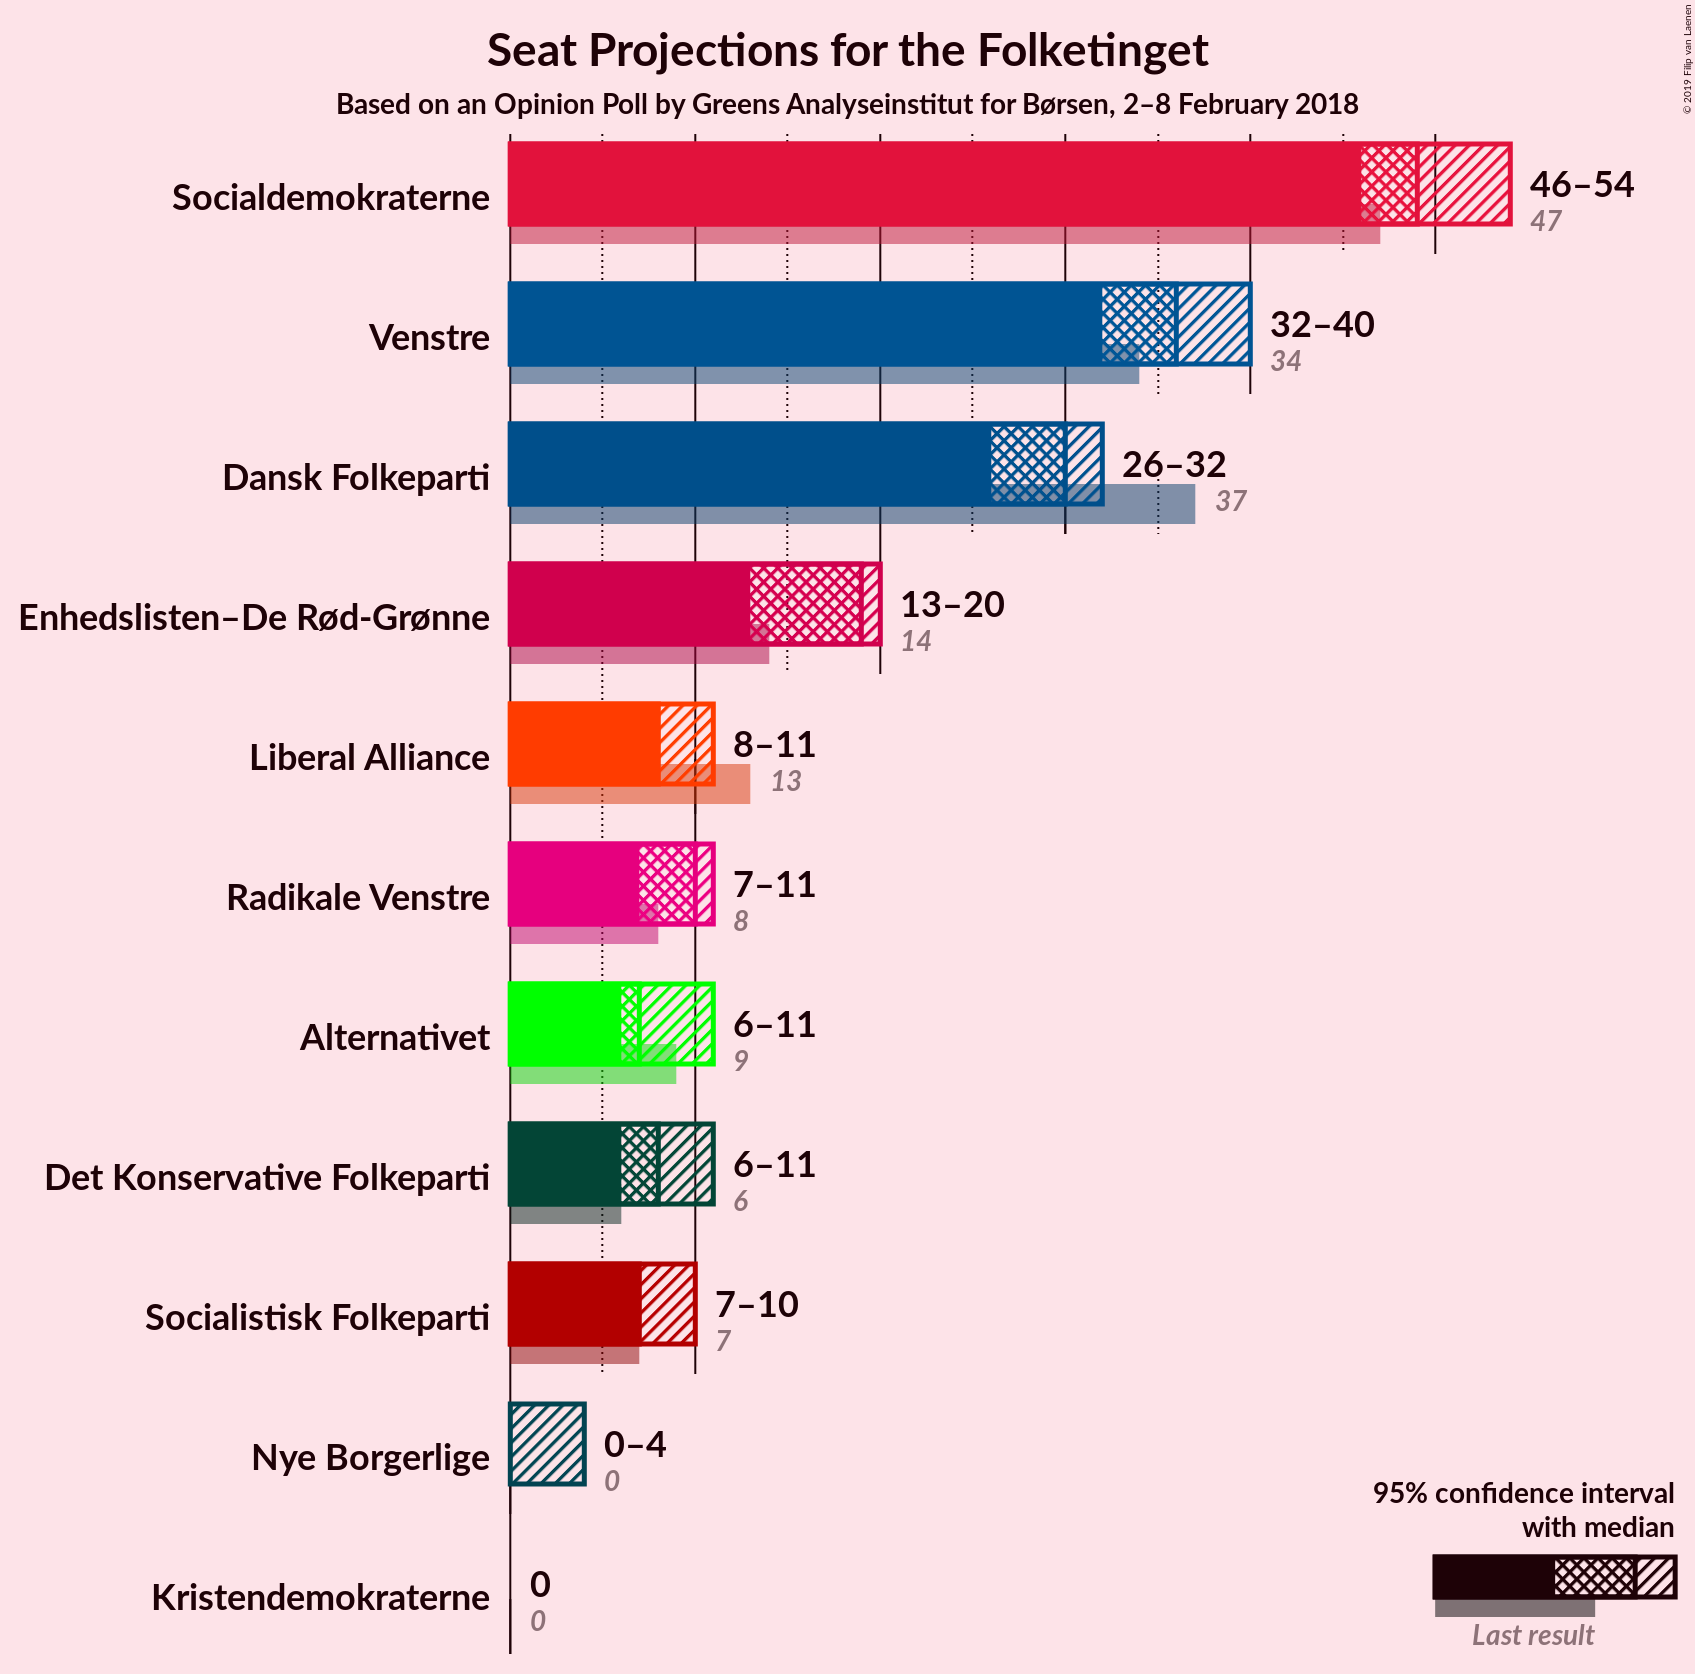 Seat Projections for the Folketinget
Based on an Opinion Poll by Greens Analyseinstitut for Børsen, 2–8 February 2018
© 2019 Filip van Laenen
Socialdemokraterne
46–54
47
Venstre
32–40
34
Dansk Folkeparti
26–32
37
Enhedslisten–De Rød-Grønne
13–20
14
Liberal Alliance
8–11
13
Radikale Venstre
7–11
8
Alternativet
6–11
9
Det Konservative Folkeparti
6–11
6
Socialistisk Folkeparti
7–10
7
Nye Borgerlige
0–4
0
Kristendemokraterne
0
0
95% confidence interval
with median
Last result